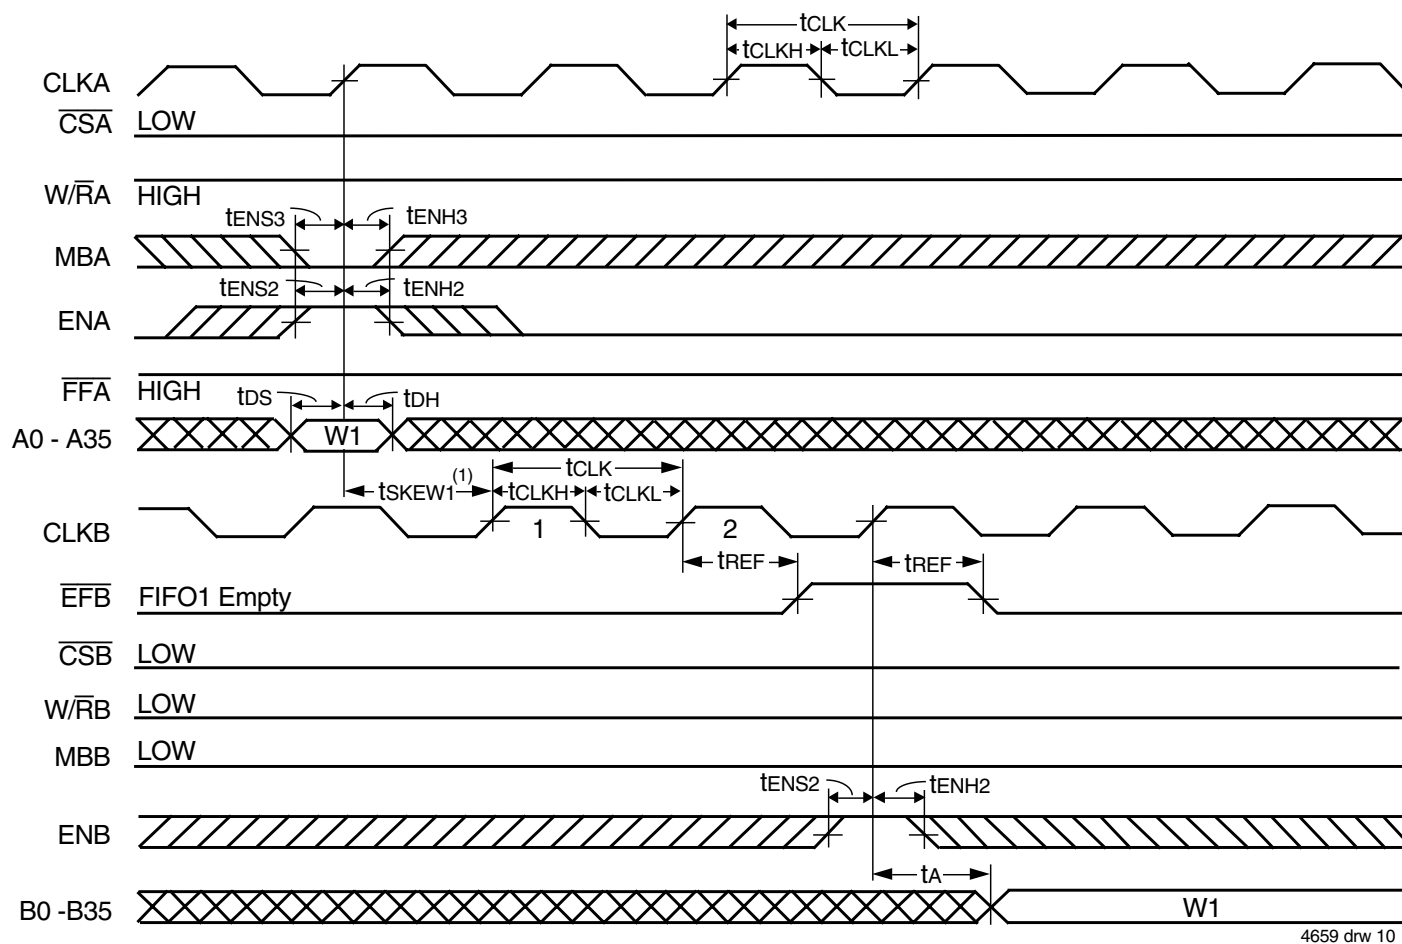 tCLK
tCLKH tCLKL
CLKA
CSA LOW
W/RA HIGH
tENS3 tENH3
MBA
tENS2 tENH2
ENA
FFA HIGH
tDS tDH
A0 - A35 W1
tSKEW1(1) tCLK
tCLKH tCLKL
CLKB 1 2
tREF tREF
EFB FIFO1 Empty
CSB LOW
W/RB LOW
MBB LOW
tENS2 tENH2
ENB
tA
B0 -B35 W1
4659 drw 10